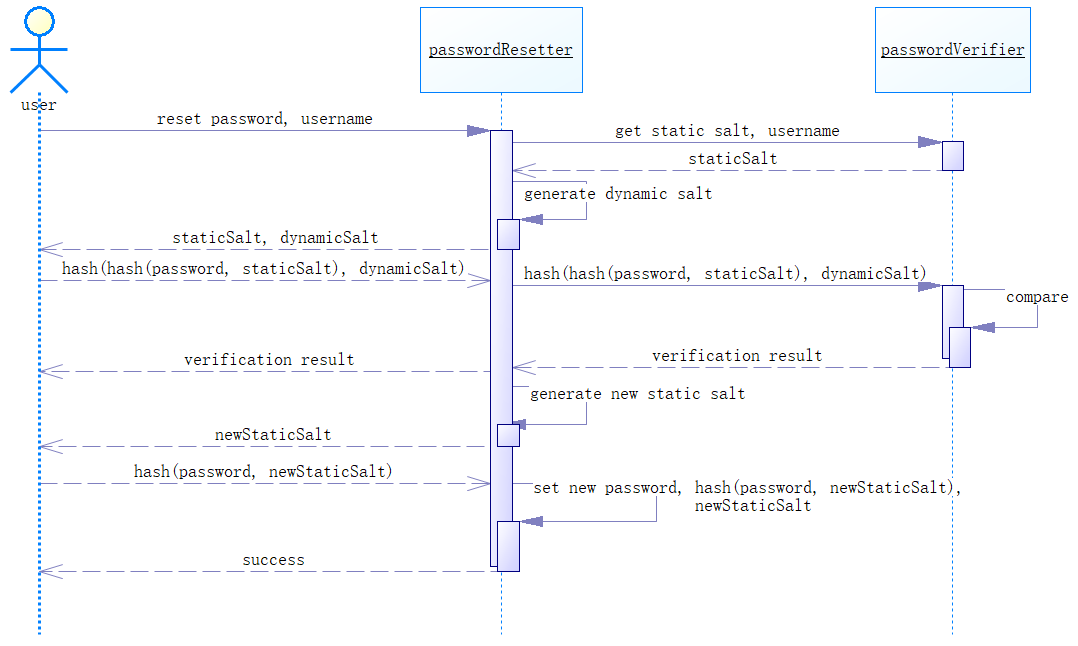 passwordResetter
passwordVerifier
user
reset password, username
get static salt, username
staticSalt
generate dynamic salt
staticSalt, dynamicSalt
hash(hash(password, staticSalt), dynamicSalt)
hash(hash(password, staticSalt), dynamicSalt)
compare
verification result
verification result
generate new static salt
newStaticSalt
hash(password, newStaticSalt)
set new password, hash(password, newStaticSalt),
newStaticSalt
success